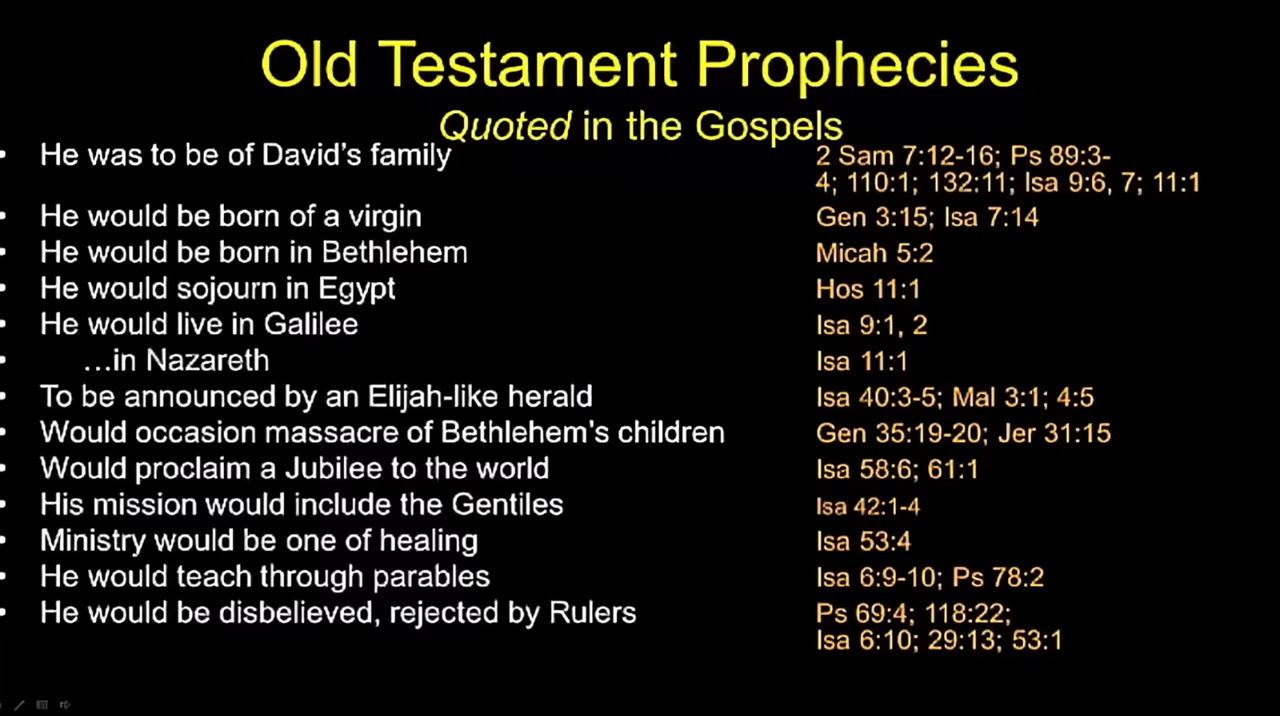 Old Testament Prophecies
Quoted in the Gospels
• He was to be of David's family 2 Sam 7:12-16; Ps 89:3-
4; 110:1; 132:11; Isa 9:6, 7; 11:1
• He would be born of a virgin Gen 3:15; Isa 7:14
• He would be born in Bethlehem Micah 5:2
• He would sojourn in Egypt Hos 11:1
• He would live in Galilee Isa 9:1, 2
• …in Nazareth Isa 11:1
• To be announced by an Elijah-like herald Isa 40:3-5; Mal 3:1; 4:5
• Would occasion massacre of Bethlehem's children Gen 35:19-20; Jer 31:15
• Would proclaim a Jubilee to the world Isa 58:6; 61:1
• His mission would include the Gentiles Isa 42:1-4
• Ministry would be one of healing Isa 53:4
• He would teach through parables Isa 6:9-10; Ps 78:2
• He would be disbelieved, rejected by Rulers Ps 69:4; 118:22;
Isa 6:10; 29:13; 53:1